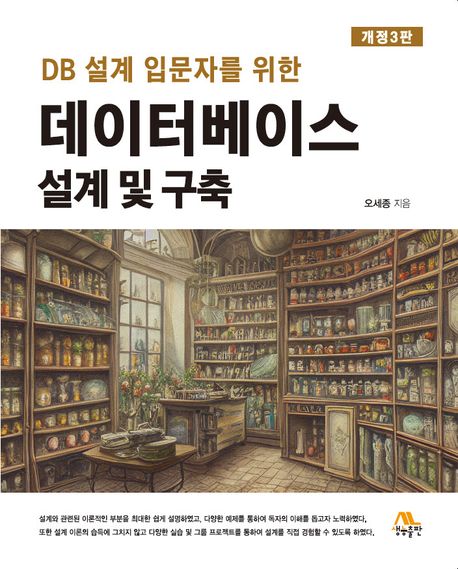 개정3판
DB 설계 입문자를 위한
데이터베이스
설계 및 구축
오세종 지음
설계와 관련된 이론적인 부분을 최대한 쉽게 설명하였고, 다양한 예제를 통하여 독자의 이해를 돕고자 노력하였다.
또한 설계 이론의 습득에 그치지 않고 다양한 실습 및 그룹 프로젝트를 통하여 설계를 직접 경험할 수 있도록 하였다.
생능출판